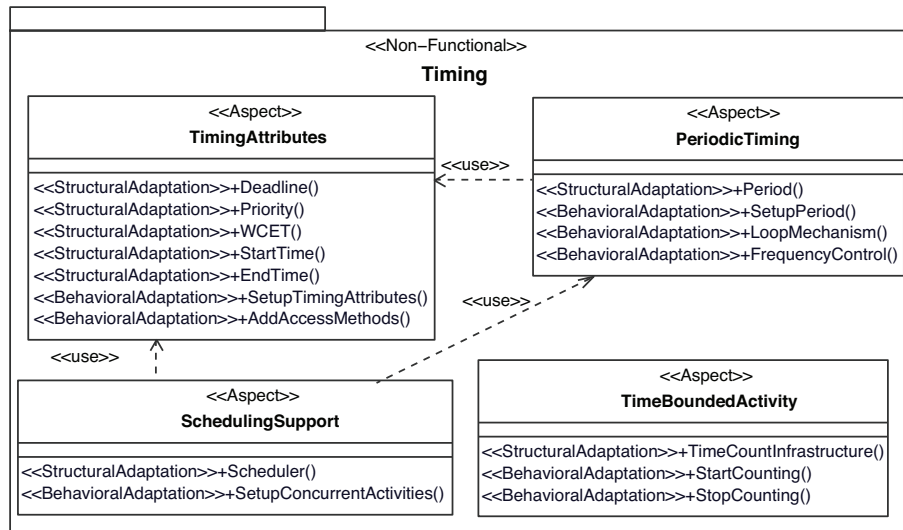 <<Non-Functional>>
Timing
<<Aspect>>
TimingAttributes
<<StructuralAdaptation>>+Deadline()
<<StructuralAdaptation>>+Priority()
<<StructuralAdaptation>>+WCET()
<<StructuralAdaptation>>+StartTime()
<<StructuralAdaptation>>+EndTime()
<<BehavioralAdaptation>>+SetupTimingAttributes()
<<BehavioralAdaptation>>+AddAccessMethods()
<<use>>
<<Aspect>>
PeriodicTiming
<<StructuralAdaptation>>+Period()
<<BehavioralAdaptation>>+SetupPeriod()
<<BehavioralAdaptation>>+LoopMechanism()
<<BehavioralAdaptation>>+FrequencyControl()
<<use>>
<<use>>
<<Aspect>>
SchedulingSupport
<<StructuralAdaptation>>+Scheduler()
<<BehavioralAdaptation>>+SetupConcurrentActivities()
<<Aspect>>
TimeBoundedActivity
<<StructuralAdaptation>>+TimeCountInfrastructure()
<<BehavioralAdaptation>>+StartCounting()
<<BehavioralAdaptation>>+StopCounting()